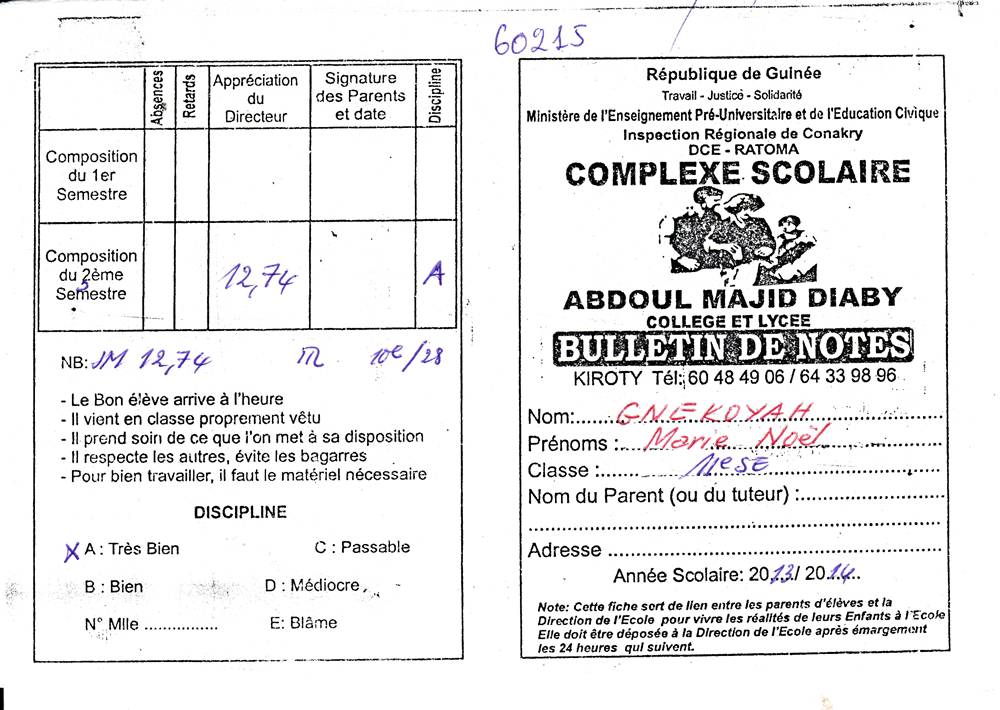 60215
Absences
Retards
Appréciation du Directeur
Signature des Parents et date
Discipline
Composition
du 1er
Semestre
Composition
du 2ème
Semestre
12,74
A
NB: JM 12,74 10e/28
- Le Bon élève arrive à l'heure
- Il vient en classe proprement vêtu
- Il prend soin de ce que l'on met à sa disposition
- Il respecte les autres, évite les bagarres
- Pour bien travailler, il faut le matériel nécessaire
DISCIPLINE
X A : Très Bien C : Passable
B : Bien D : Médiocre
N° Mlle ................ E: Blâme
République de Guinée
Travail - Justice - Solidarité
Ministère de l'Enseignement Pré-Universitaire et de l'Education Civique
Inspection Régionale de Conakry
DCE - RATOMA
COMPLEXE SCOLAIRE
ABDOUL MAJID DIABY
COLLEGE ET LYCEE
BULLETIN DE NOTES
KIROTY Tél: 60 48 49 06 / 64 33 98 96
Nom: GNEKOYAH
Prénoms : Marie Noël
Classe : 11e SE
Nom du Parent (ou du tuteur) :
Adresse
Année Scolaire: 2013/ 2014
Note: Cette fiche sert de lien entre les parents d'élèves et la
Direction de l'Ecole pour vivre les réalités de leurs Enfants à l'Ecole
Elle doit être déposée à la Direction de l'Ecole après émargement
les 24 heures qui suivent.